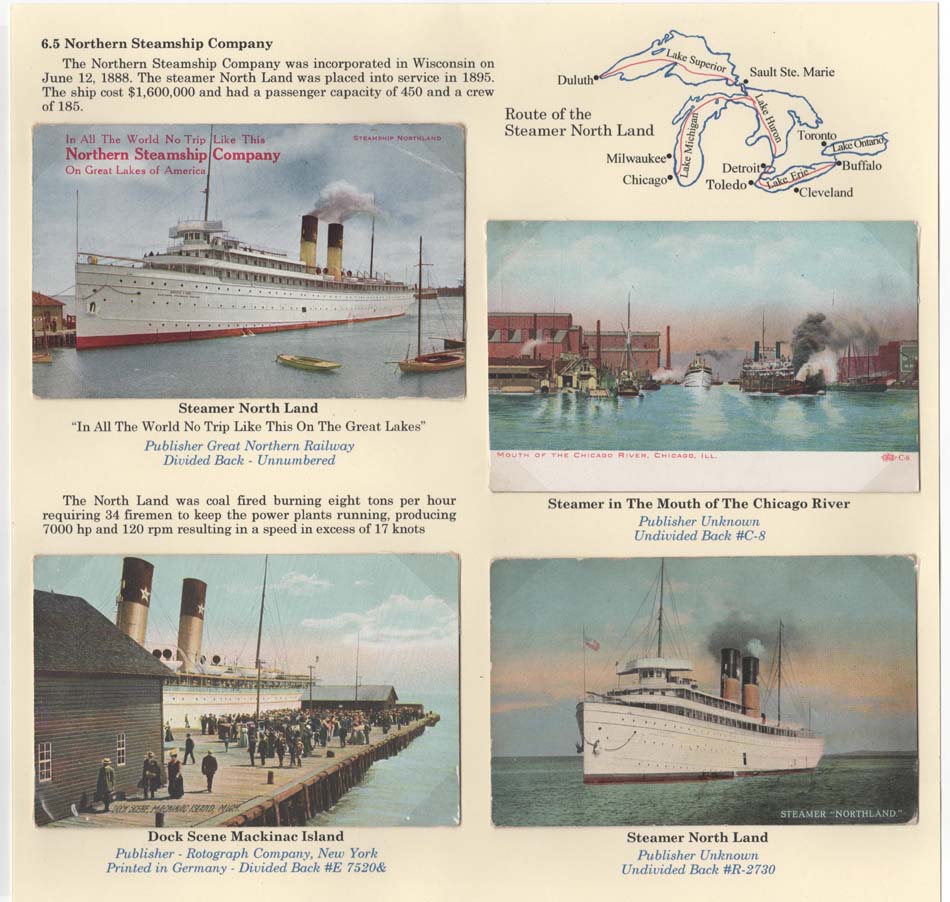 6.5 Northern Steamship Company
The Northern Steamship Company was incorporated in Wisconsin on
June 12, 1888. The steamer North Land was placed into service in 1895.
The ship cost $1,600,000 and had a passenger capacity of 450 and a crew
of 185.
Route of the
Steamer North Land
Duluth
Lake Superior
Sault Ste. Marie
Lake Michigan
Lake Huron
Toronto
Lake Ontario
Milwaukee
Chicago
Detroit
Toledo
Lake Erie
Buffalo
Cleveland
In All The World No Trip Like This
Northern Steamship Company
On Great Lakes of America
STEAMSHIP NORTHLAND
Steamer North Land
"In All The World No Trip Like This On The Great Lakes"
Publisher Great Northern Railway
Divided Back - Unnumbered
MOUTH OF THE CHICAGO RIVER, CHICAGO, ILL.
C-8
Steamer in The Mouth of The Chicago River
Publisher Unknown
Undivided Back #C-8
The North Land was coal fired burning eight tons per hour
requiring 34 firemen to keep the power plants running, producing
7000 hp and 120 rpm resulting in a speed in excess of 17 knots
DOCK SCENE, MACKINAC ISLAND, MICH.
Dock Scene Mackinac Island
Publisher - Rotograph Company, New York
Printed in Germany - Divided Back #E 7520&
STEAMER "NORTHLAND."
Steamer North Land
Publisher Unknown
Undivided Back #R-2730